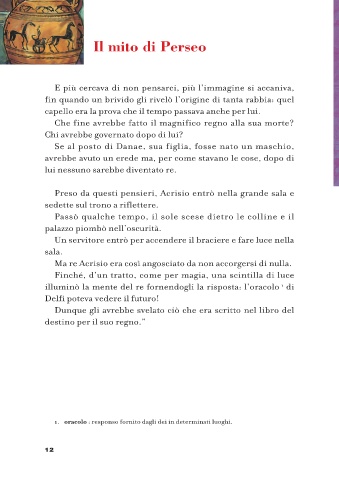 Il mito di Perseo
E più cercava di non pensarci, più l'immagine si accaniva,
fin quando un brivido gli rivelò l'origine di tanta rabbia: quel
capello era la prova che il tempo passava anche per lui.
Che fine avrebbe fatto il magnifico regno alla sua morte?
Chi avrebbe governato dopo di lui?
Se al posto di Danae, sua figlia, fosse nato un maschio,
avrebbe avuto un erede ma, per come stavano le cose, dopo di
lui nessuno sarebbe diventato re.
Preso da questi pensieri, Acrisio entrò nella grande sala e
sedette sul trono a riflettere.
Passò qualche tempo, il sole scese dietro le colline e il
palazzo piombò nell'oscurità.
Un servitore entrò per accendere il braciere e fare luce nella
sala.
Ma re Acrisio era così angosciato da non accorgersi di nulla.
Finché, d'un tratto, come per magia, una scintilla di luce
illuminò la mente del re fornendogli la risposta: l'oracolo ¹ di
Delfi poteva vedere il futuro!
Dunque gli avrebbe svelato ciò che era scritto nel libro del
destino per il suo regno."
1. oracolo : responso fornito dagli dei in determinati luoghi.
12